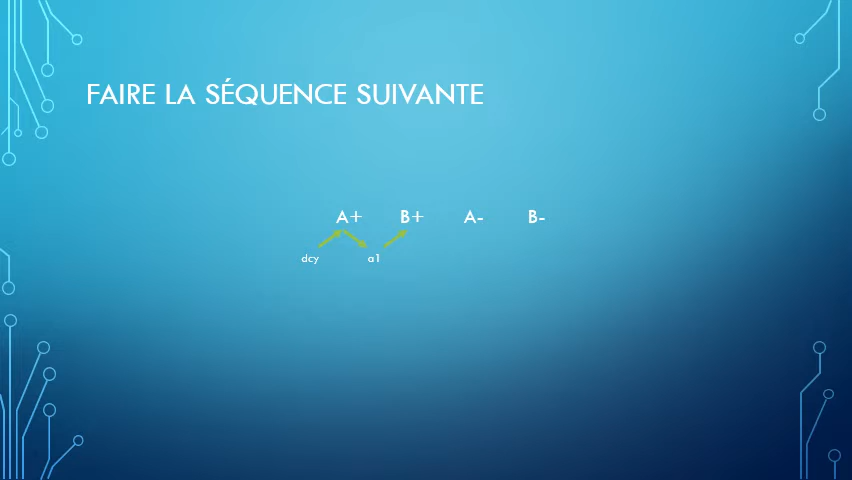 FAIRE LA SÉQUENCE SUIVANTE
A+ B+ A- B-
dcy a1